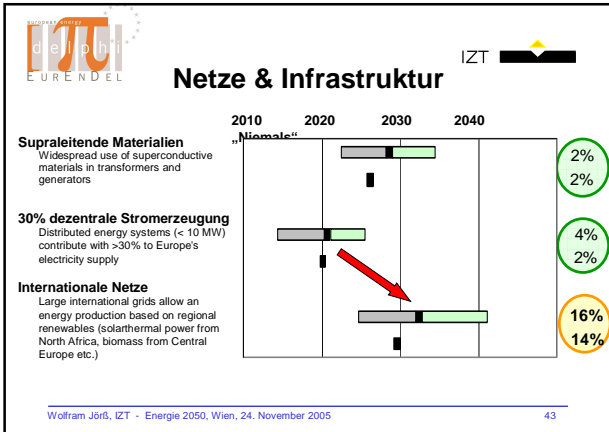 european energy
delphi
EURENDEL
IZT
Netze & Infrastruktur
2010 2020 2030 2040
„Niemals“
Supraleitende Materialien
Widespread use of superconductive
materials in transformers and
generators
2%
2%
30% dezentrale Stromerzeugung
Distributed energy systems (< 10 MW)
contribute with >30% to Europe's
electricity supply
4%
2%
Internationale Netze
Large international grids allow an
energy production based on regional
renewables (solarthermal power from
North Africa, biomass from Central
Europe etc.)
16%
14%
Wolfram Jörß, IZT - Energie 2050, Wien, 24. November 2005 43